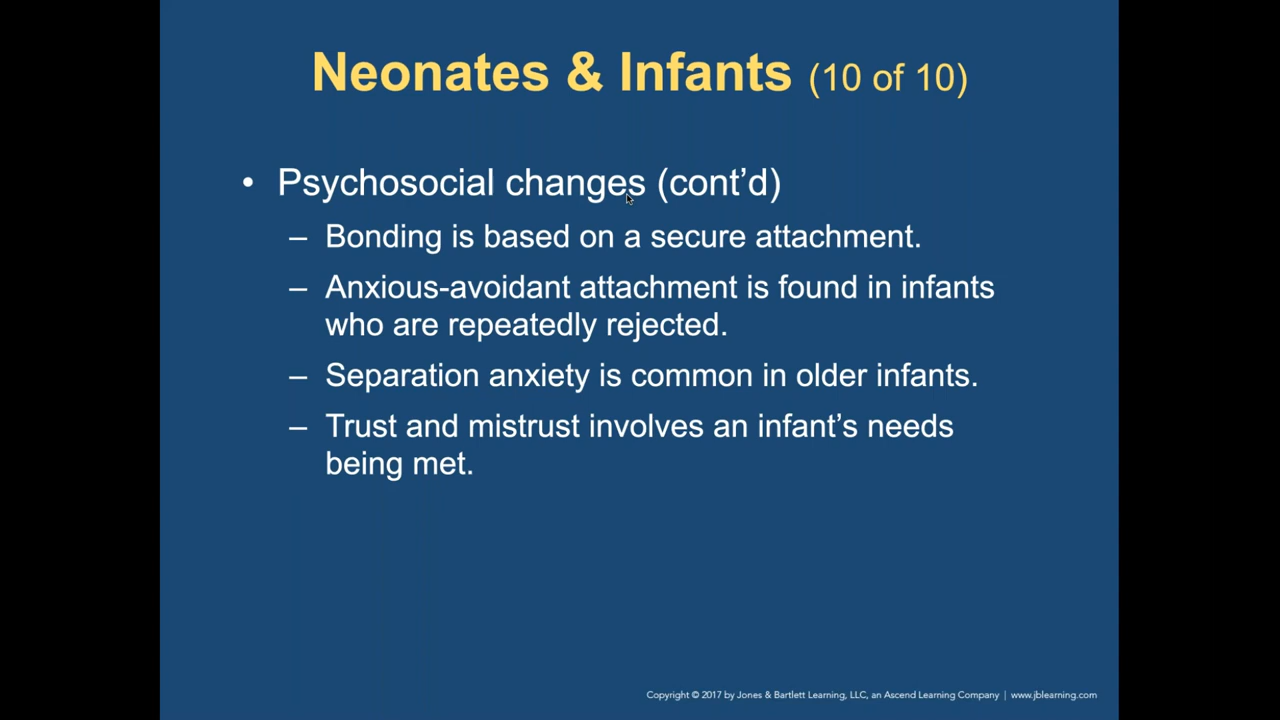 Neonates & Infants (10 of 10)
• Psychosocial changes (cont’d)
– Bonding is based on a secure attachment.
– Anxious-avoidant attachment is found in infants
who are repeatedly rejected.
– Separation anxiety is common in older infants.
– Trust and mistrust involves an infant’s needs
being met.
Copyright © 2017 by Jones & Bartlett Learning, LLC, an Ascend Learning Company | www.jblearning.com